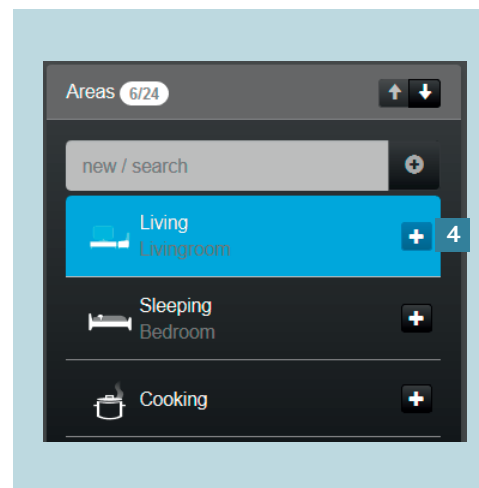 Areas 6/24
new / search
Living
Livingroom
4
Sleeping
Bedroom
Cooking